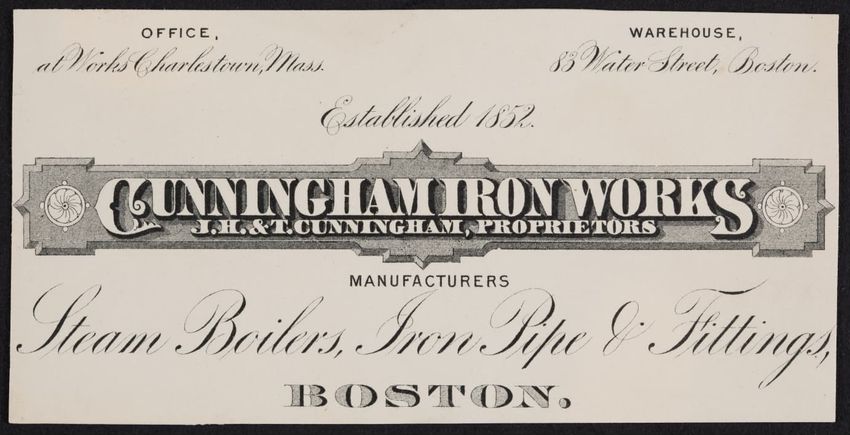 OFFICE,
at Works Charlestown, Mass.
WAREHOUSE,
83 Water Street, Boston.
Established 1852.
CUNNINGHAM IRON WORKS
J.H. & T. CUNNINGHAM, PROPRIETORS
MANUFACTURERS
Steam Boilers, Iron Pipe & Fittings,
BOSTON.